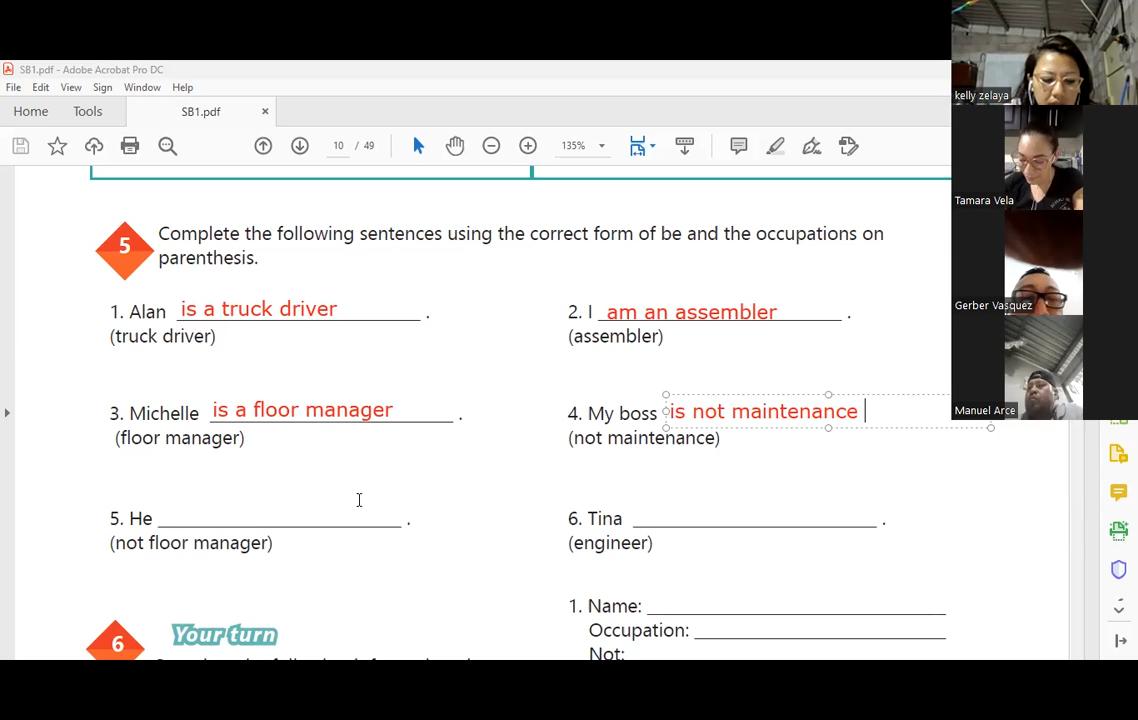 SB1.pdf - Adobe Acrobat Pro DC
File Edit View Sign Window Help
Home Tools SB1.pdf ×
10 / 49 135%
5 Complete the following sentences using the correct form of be and the occupations on
parenthesis.
1. Alan is a truck driver .
(truck driver)
2. I am an assembler .
(assembler)
3. Michelle is a floor manager .
(floor manager)
4. My boss is not maintenance
(not maintenance)
5. He .
(not floor manager)
6. Tina .
(engineer)
6 Your turn
1. Name:
Occupation:
Not:
kelly zelaya
Tamara Vela
Gerber Vasquez
Manuel Arce